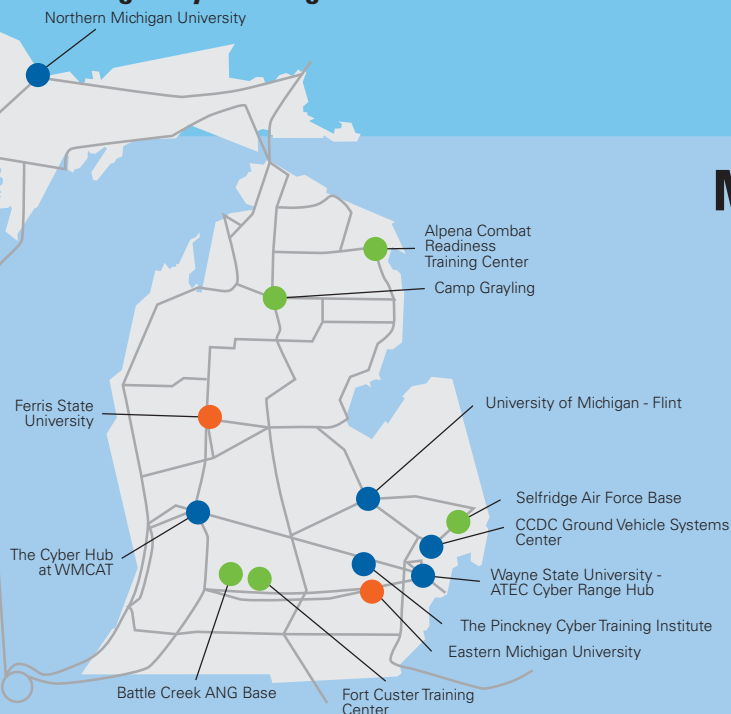 Northern Michigan University
M
Alpena Combat
Readiness
Training Center
Camp Grayling
Ferris State
University
University of Michigan - Flint
Selfridge Air Force Base
CCDC Ground Vehicle Systems
Center
The Cyber Hub
at WMCAT
Wayne State University -
ATEC Cyber Range Hub
The Pinckney Cyber Training Institute
Eastern Michigan University
Battle Creek ANG Base
Fort Custer Training
Center